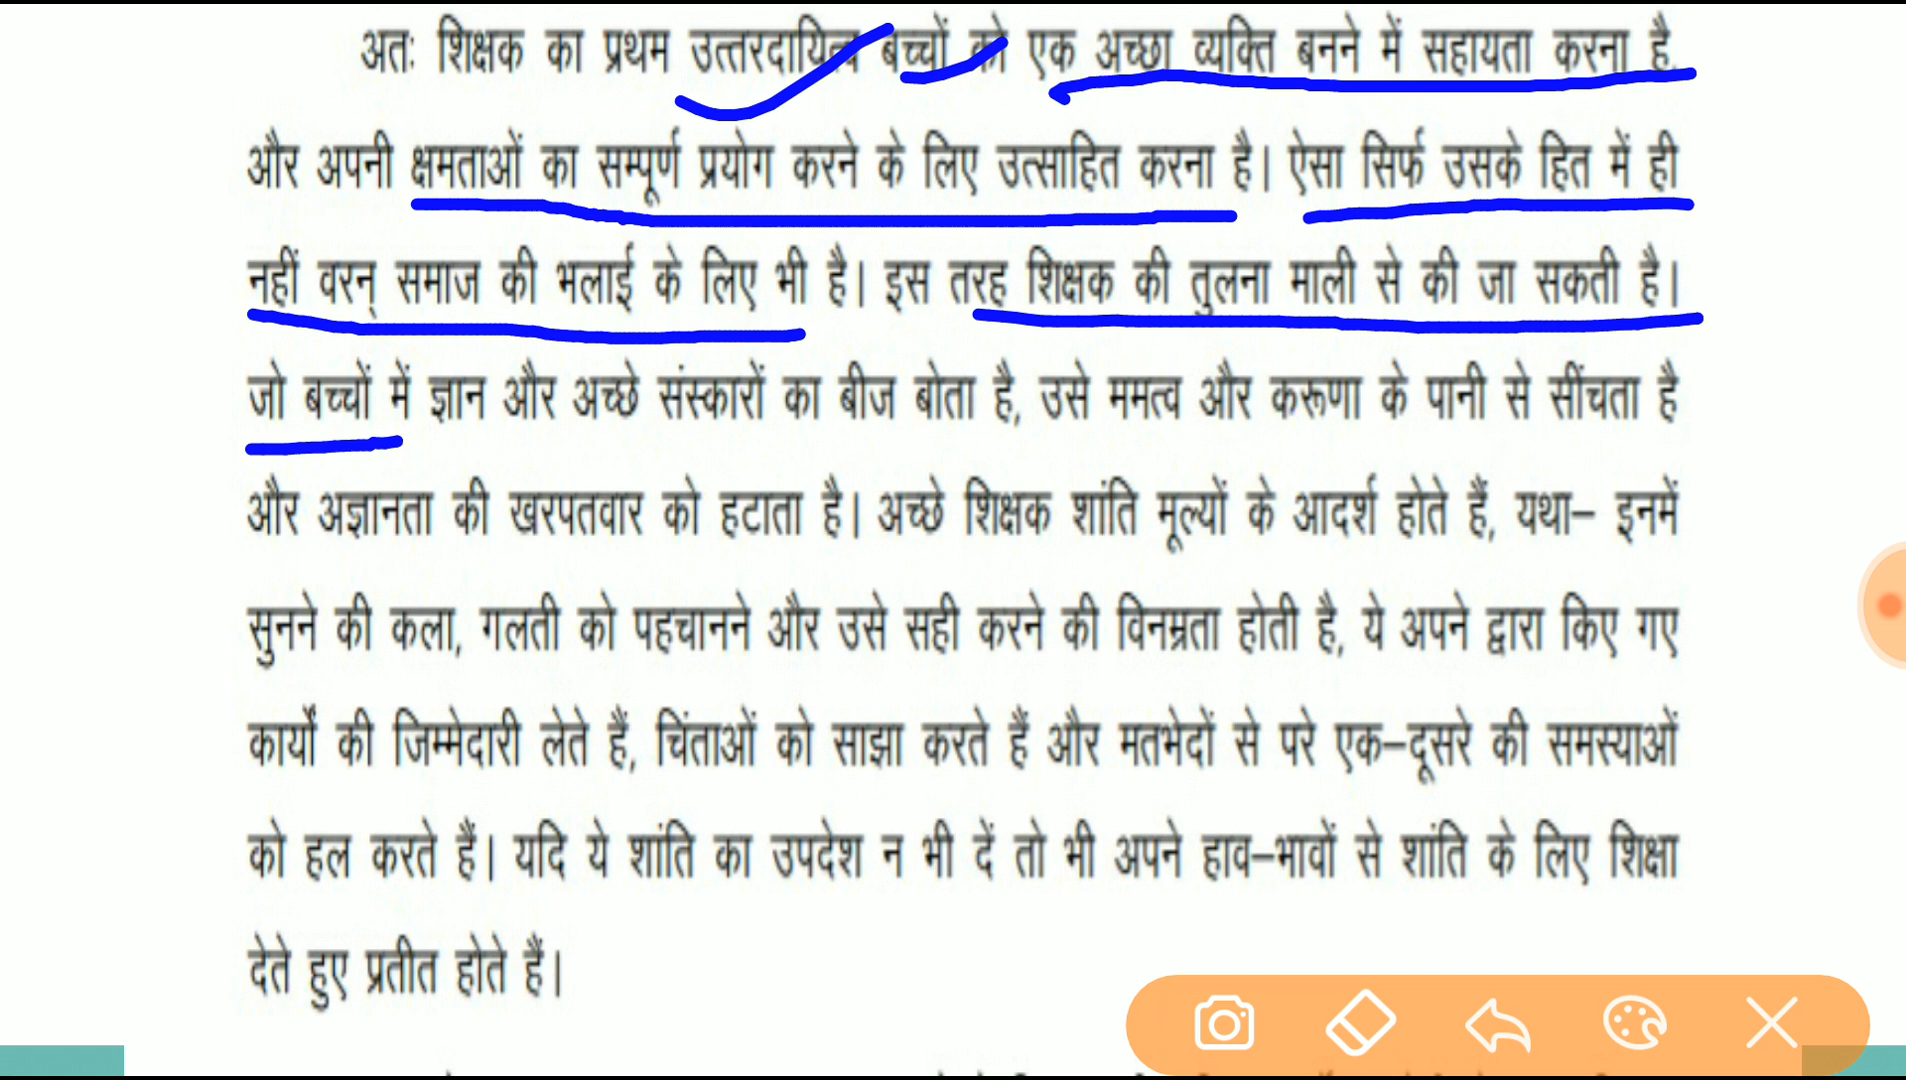 अतः शिक्षक का प्रथम उत्तरदायित्व बच्चों को एक अच्छा व्यक्ति बनने में सहायता करना है.
और अपनी क्षमताओं का सम्पूर्ण प्रयोग करने के लिए उत्साहित करना है। ऐसा सिर्फ उसके हित में ही
नहीं वरन् समाज की भलाई के लिए भी है। इस तरह शिक्षक की तुलना माली से की जा सकती है।
जो बच्चों में ज्ञान और अच्छे संस्कारों का बीज बोता है, उसे ममत्व और करूणा के पानी से सींचता है
और अज्ञानता की खरपतवार को हटाता है। अच्छे शिक्षक शांति मूल्यों के आदर्श होते हैं, यथा– इनमें
सुनने की कला, गलती को पहचानने और उसे सही करने की विनम्रता होती है, ये अपने द्वारा किए गए
कार्यों की जिम्मेदारी लेते हैं, चिंताओं को साझा करते हैं और मतभेदों से परे एक–दूसरे की समस्याओं
को हल करते हैं। यदि ये शांति का उपदेश न भी दें तो भी अपने हाव–भावों से शांति के लिए शिक्षा
देते हुए प्रतीत होते हैं।